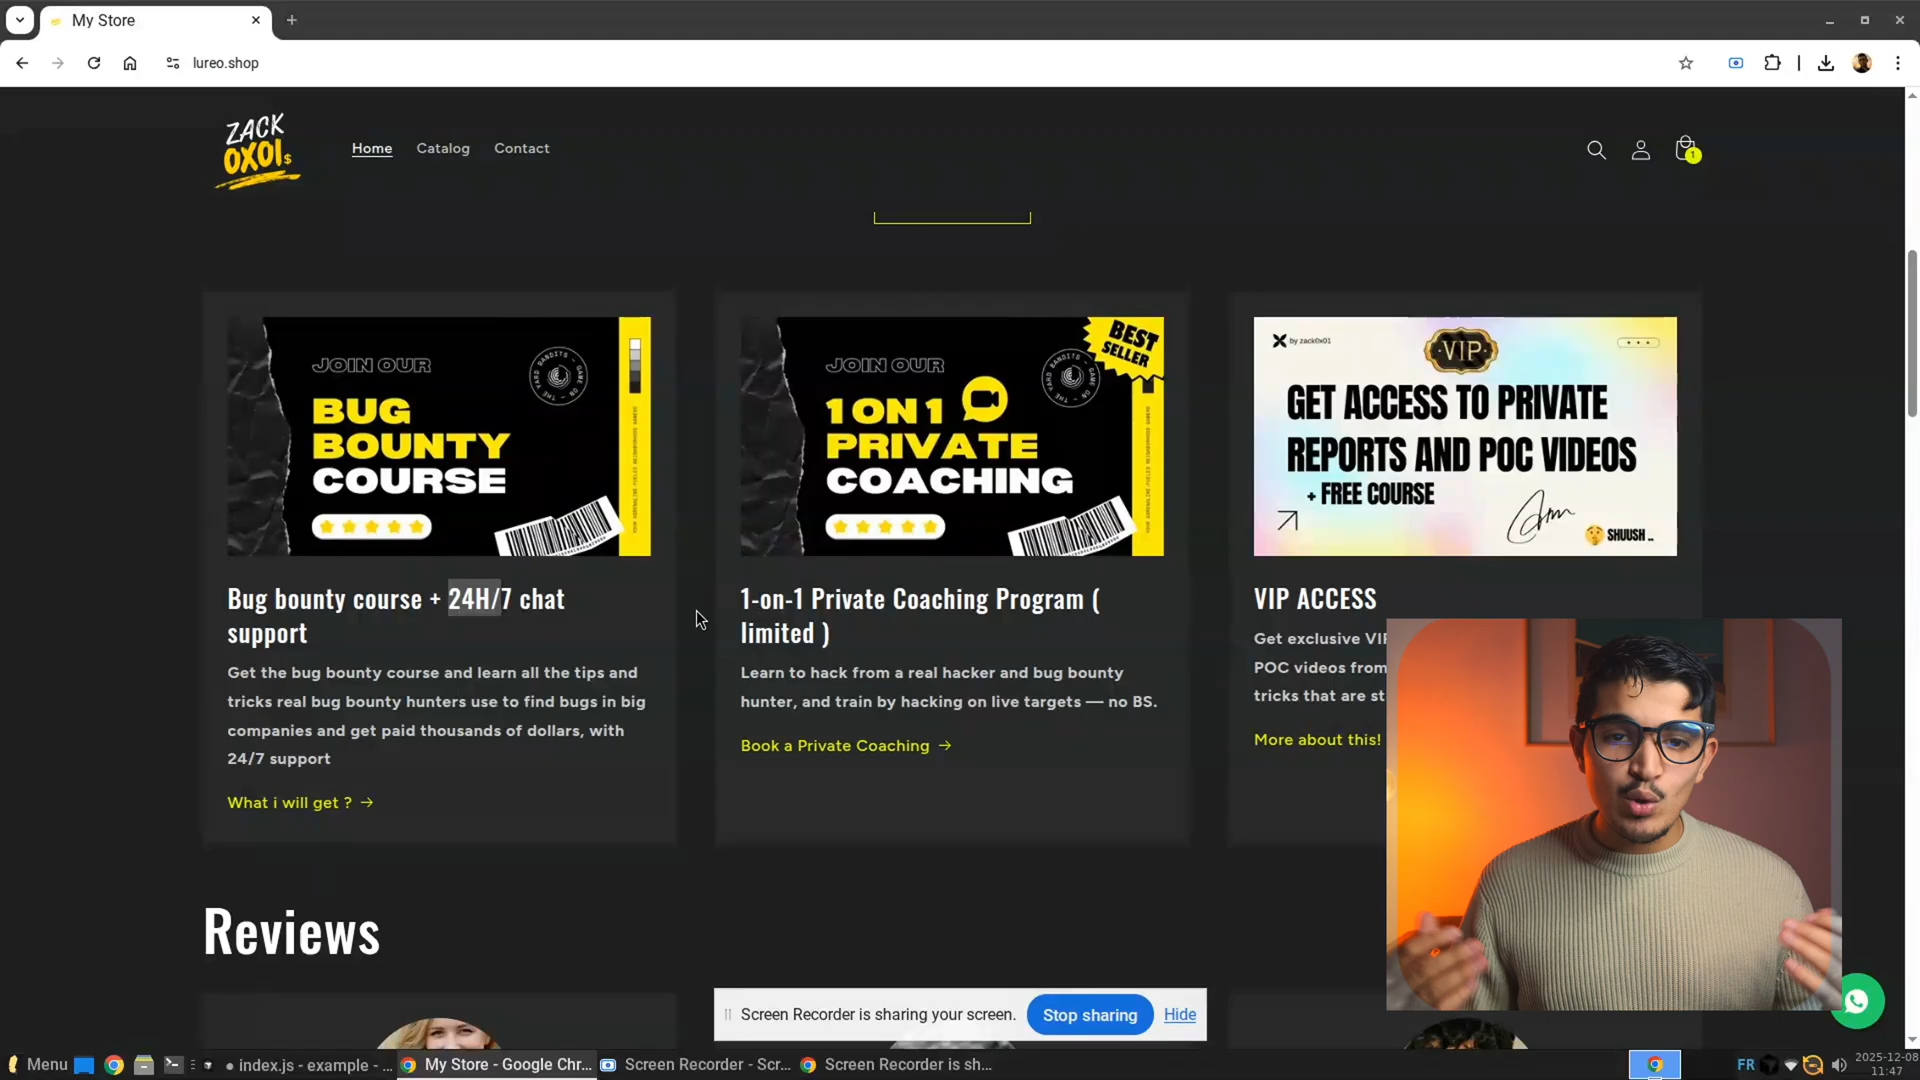 My Store
lureo.shop
ZACK
0X01$
Home
Catalog
Contact
1
JOIN OUR
BUG
BOUNTY
COURSE
JOIN OUR
1 ON 1
PRIVATE
COACHING
BEST
SELLER
by zack0x01
VIP
GET ACCESS TO PRIVATE
REPORTS AND POC VIDEOS
+ FREE COURSE
SHUUSH ..
Bug bounty course + 24H/7 chat
support
Get the bug bounty course and learn all the tips and
tricks real bug bounty hunters use to find bugs in big
companies and get paid thousands of dollars, with
24/7 support
What i will get ? →
1-on-1 Private Coaching Program (
limited )
Learn to hack from a real hacker and bug bounty
hunter, and train by hacking on live targets — no BS.
Book a Private Coaching →
VIP ACCESS
Get exclusive VIP
POC videos from
tricks that are st
More about this!
Reviews
Screen Recorder is sharing your screen.
Stop sharing
Hide
Menu
● index.js - example - ...
My Store - Google Chr...
Screen Recorder - Scr...
Screen Recorder is sh...
FR
2025-12-08
11:47